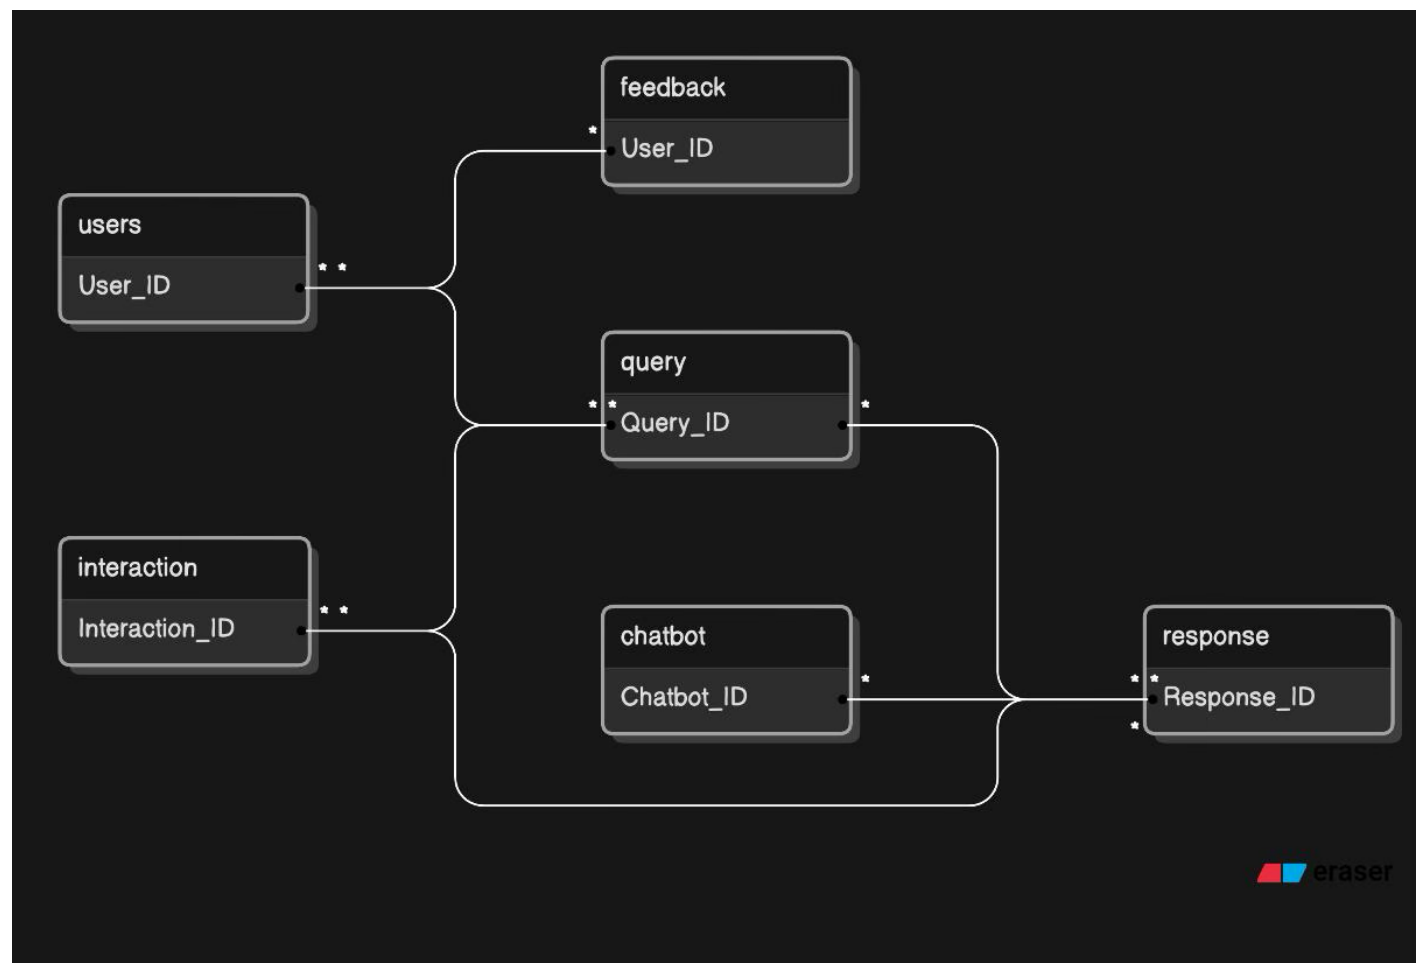 feedback
*
User_ID
users
* *
User_ID
query
* *
*
Query_ID
interaction
* *
Interaction_ID
chatbot
*
Chatbot_ID
response
* *
Response_ID
*
eraser